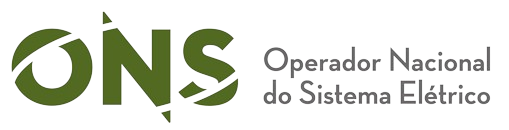 ONS
Operador Nacional
do Sistema Elétrico